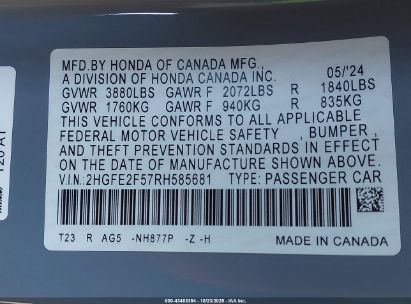 MFD.BY HONDA OF CANADA MFG.,
A DIVISION OF HONDA CANADA INC. 05/'24
GVWR 3880LBS GAWR F 2072LBS R 1840LBS
GVWR 1760KG GAWR F 940KG R 835KG
THIS VEHICLE CONFORMS TO ALL APPLICABLE
FEDERAL MOTOR VEHICLE SAFETY , BUMPER ,
AND THEFT PREVENTION STANDARDS IN EFFECT ON
THE DATE OF MANUFACTURE SHOWN ABOVE.
V.I.N.:2HGFE2F57RH585681 TYPE: PASSENGER CAR
T23 R AG5 -NH877P -Z -H MADE IN CANADA